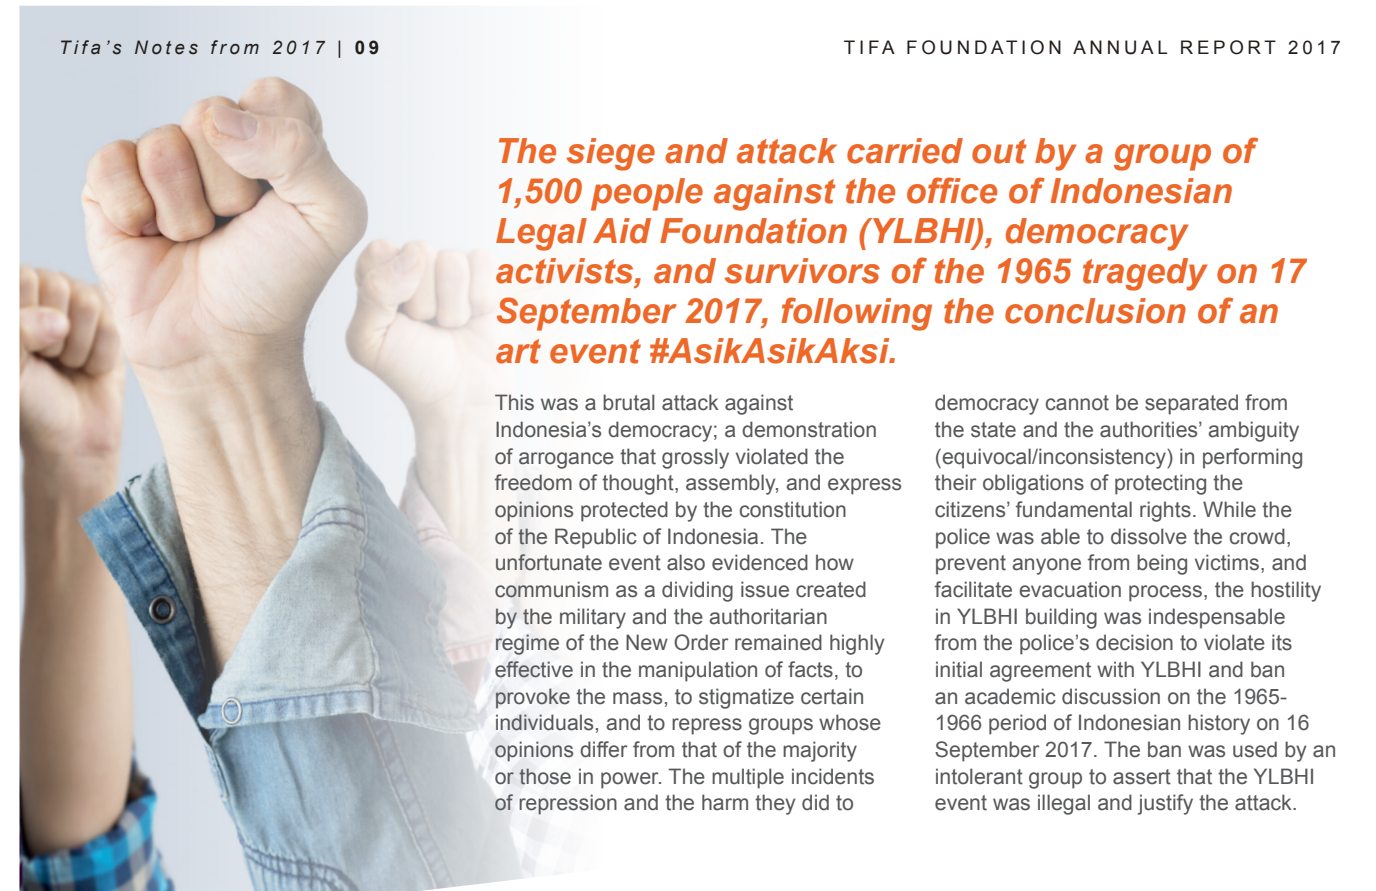 Tifa's Notes from 2017 | 09
TIFA FOUNDATION ANNUAL REPORT 2017
The siege and attack carried out by a group of
1,500 people against the office of Indonesian
Legal Aid Foundation (YLBHI), democracy
activists, and survivors of the 1965 tragedy on 17
September 2017, following the conclusion of an
art event #AsikAsikAksi.
This was a brutal attack against
Indonesia's democracy; a demonstration
of arrogance that grossly violated the
freedom of thought, assembly, and express
opinions protected by the constitution
of the Republic of Indonesia. The
unfortunate event also evidenced how
communism as a dividing issue created
by the military and the authoritarian
regime of the New Order remained highly
effective in the manipulation of facts, to
provoke the mass, to stigmatize certain
individuals, and to repress groups whose
opinions differ from that of the majority
or those in power. The multiple incidents
of repression and the harm they did to
democracy cannot be separated from
the state and the authorities' ambiguity
(equivocal/inconsistency) in performing
their obligations of protecting the
citizens' fundamental rights. While the
police was able to dissolve the crowd,
prevent anyone from being victims, and
facilitate evacuation process, the hostility
in YLBHI building was indespensable
from the police's decision to violate its
initial agreement with YLBHI and ban
an academic discussion on the 1965-
1966 period of Indonesian history on 16
September 2017. The ban was used by an
intolerant group to assert that the YLBHI
event was illegal and justify the attack.